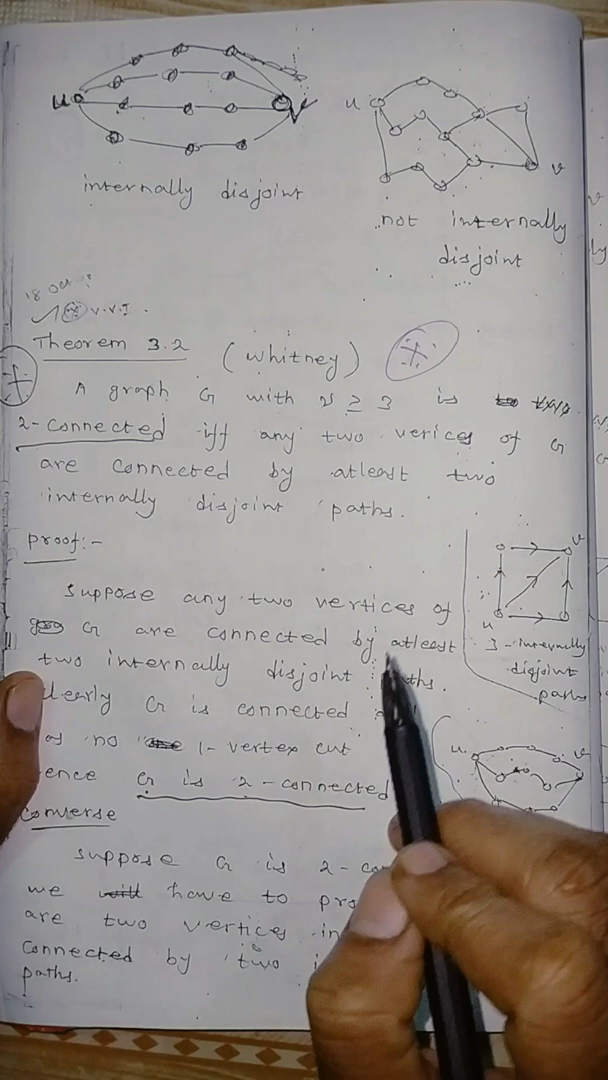 u
v
internally disjoint
u
v
not internally
disjoint
v.v.I.
Theorem 3.2 (Whitney)
A graph G with ν ≥ 3 is
2-connected iff any two verices of G
are connected by atleast two
internally disjoint paths.
proof:-
Suppose any two vertices of
G are connected by atleast
two internally disjoint
G is connected
no 1-vertex cut
G is 2-connected
v
u
3-internally
disjoint
paths
u
v
Converse
Suppose G is 2-
we have to
are two vertices
connected by two
paths.